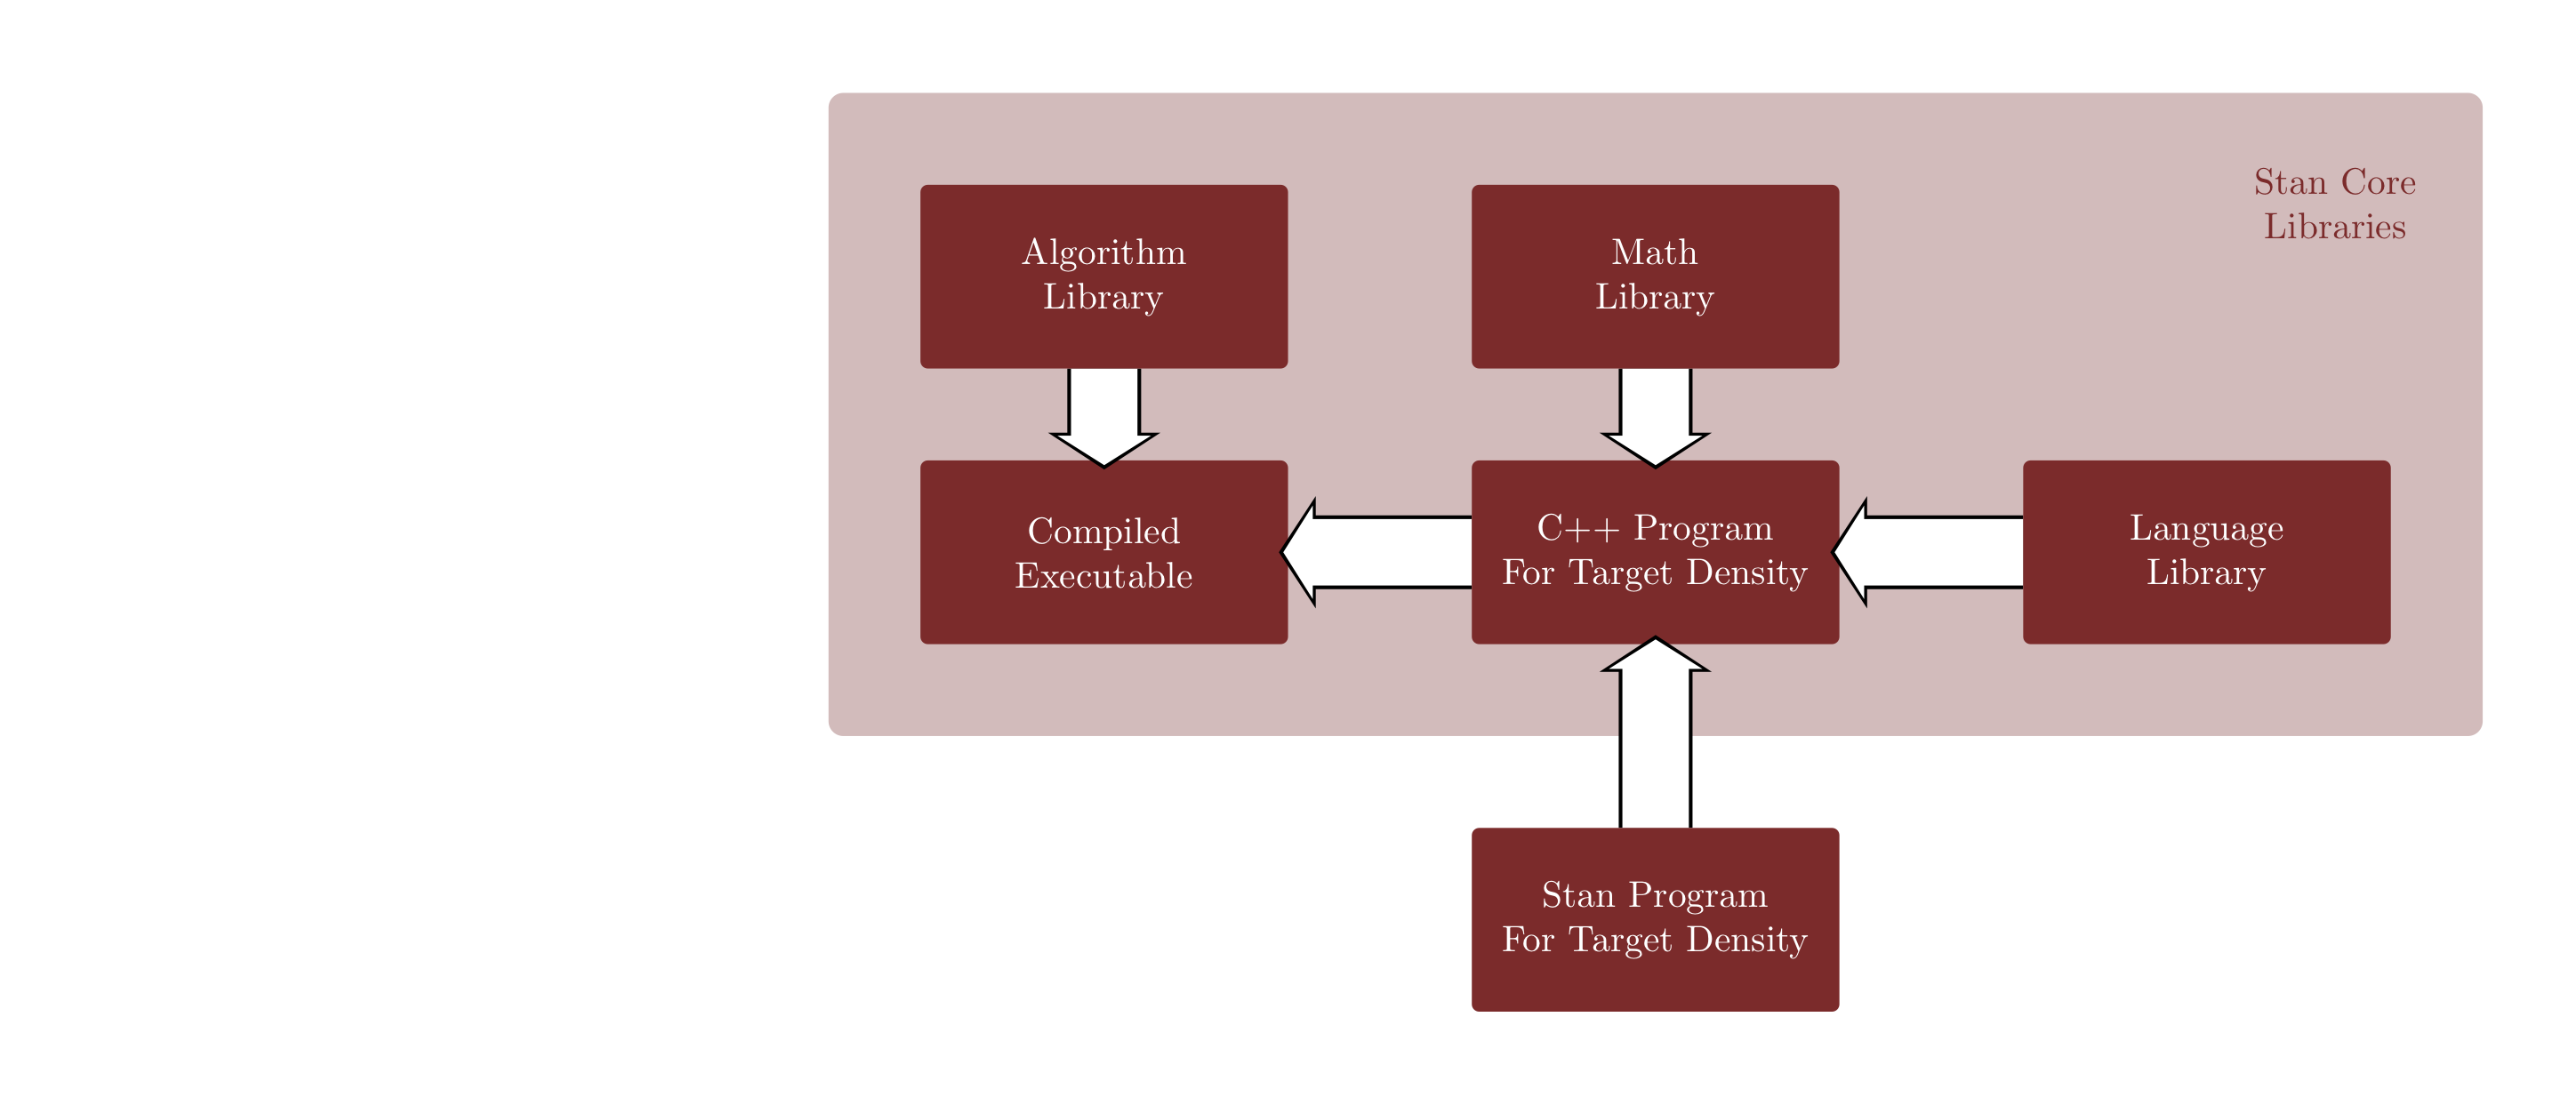 Stan Core
Libraries
Algorithm
Library
Math
Library
Compiled
Executable
C++ Program
For Target Density
Language
Library
Stan Program
For Target Density